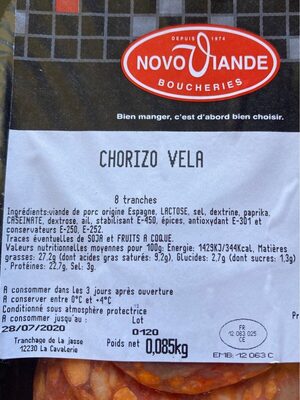 DEPUIS 1974
NOVOVIANDE
BOUCHERIES
Bien manger, c'est d'abord bien choisir.
CHORIZO VELA
8 tranches
Ingrédients:viande de porc origine Espagne, LACTOSE, sel, dextrine, paprika,
CASEINATE, dextrose, ail, stabilisant E-450, épices, antioxydant E-301 et
conservateurs E-250, E-252.
Traces éventuelles de SOJA et FRUITS A COQUE.
Valeurs nutritionnelles moyennes pour 100g: Energie: 1429KJ/344Kcal, Matières
grasses: 27.2g (dont acides gras saturés: 9.2g), Glucides: 2.7g (dont sucres: 1.3g)
, Protéines: 22.7g, Sel: 3g.
A consommer dans les 3 jours après ouverture
A conserver entre 0°C et +4°C
Conditionné sous atmosphère protectrice
A consommer jusqu'au : Lot
28/07/2020 0120
Tranchage de la jasse
12230 La Cavalerie
Poids net 0,085kg
FR
12 063 025
CE
EMB: 12 063 C
P